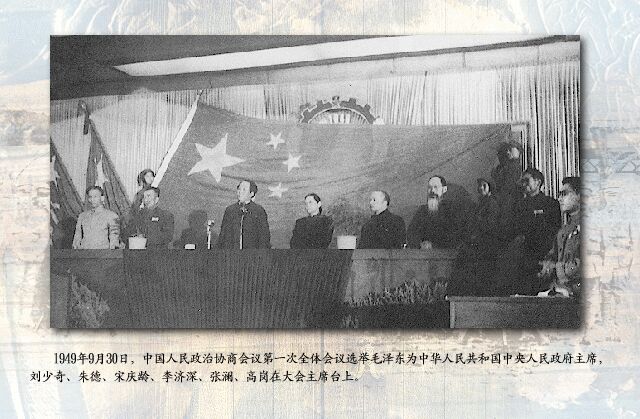 1949年9月30日，中国人民政治协商会议第一次全体会议选举毛泽东为中华人民共和国中央人民政府主席，
刘少奇、朱德、宋庆龄、李济深、张澜、高岗在大会主席台上。